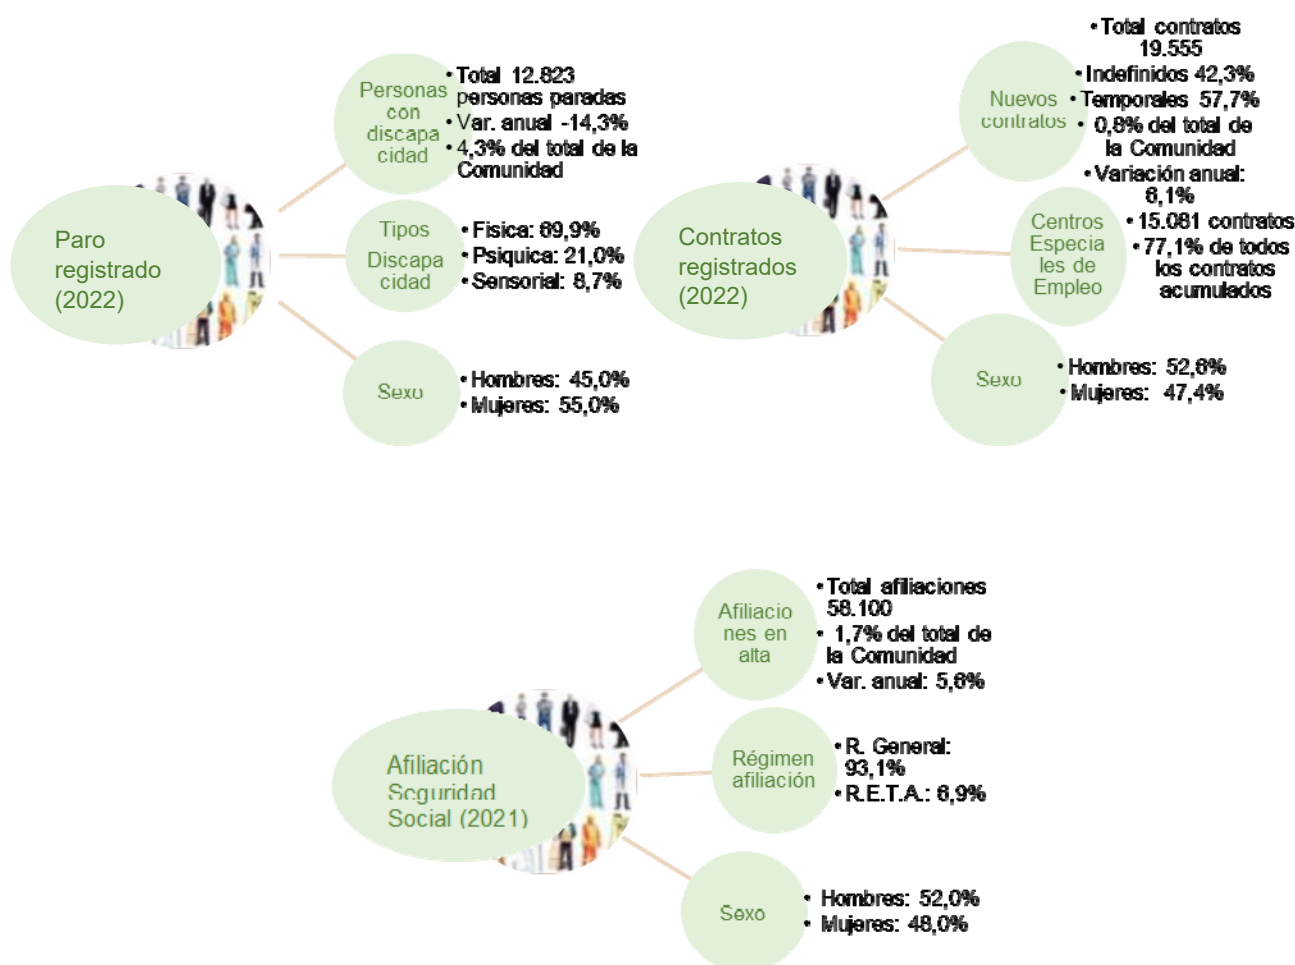 Paro
registrado
(2022)
Personas
con
discapa
cidad
• Total 12.823
personas paradas
• Var. anual -14,3%
• 4,3% del total de la
Comunidad
Tipos
Discapa
cidad
• Física: 69,9%
• Psíquica: 21,0%
• Sensorial: 8,7%
Sexo
• Hombres: 45,0%
• Mujeres: 55,0%
Contratos
registrados
(2022)
Nuevos
contratos
• Total contratos
19.555
• Indefinidos 42,3%
• Temporales 57,7%
• 0,8% del total de
la Comunidad
• Variación anual:
6,1%
Centros
Especia
les de
Empleo
• 15.081 contratos
• 77,1% de todos
los contratos
acumulados
Sexo
• Hombres: 52,6%
• Mujeres: 47,4%
Afiliación
Seguridad
Social (2021)
Afiliacio
nes en
alta
• Total afiliaciones
58.100
• 1,7% del total de
la Comunidad
• Var. anual: 5,6%
Régimen
afiliación
• R. General:
93,1%
• R.E.T.A.: 6,9%
Sexo
• Hombres: 52,0%
• Mujeres: 48,0%